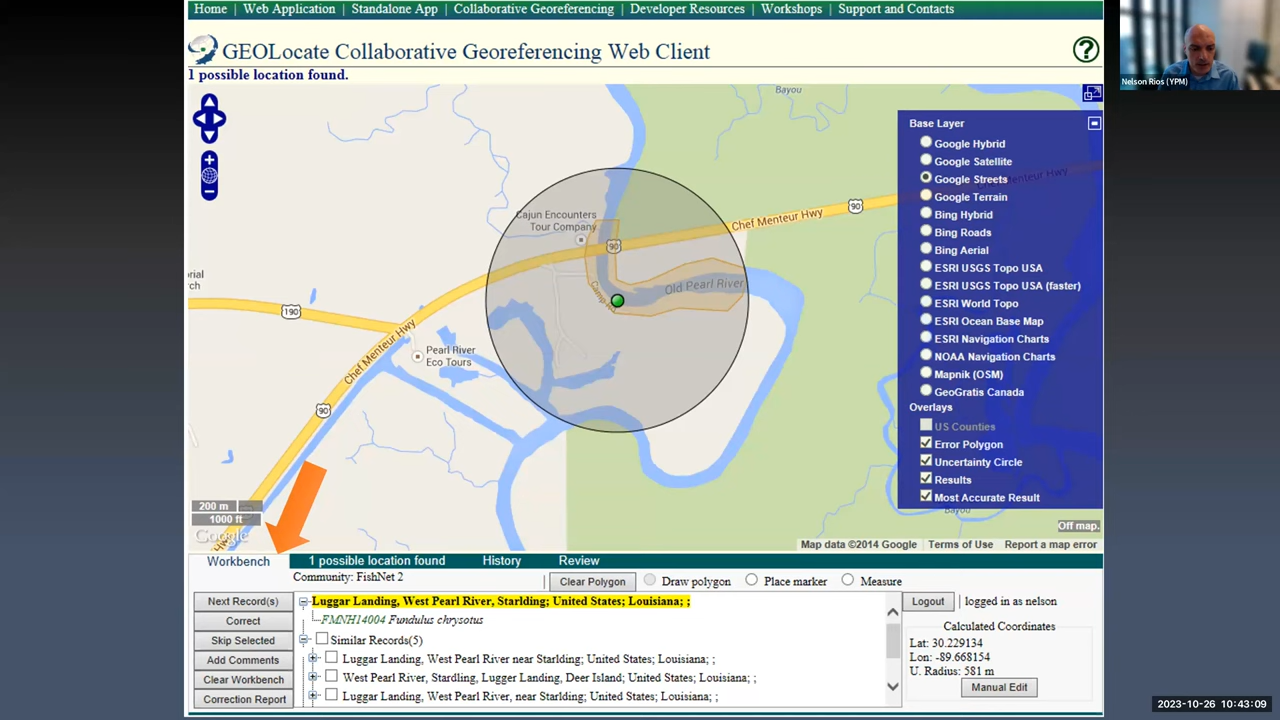 Home | Web Application | Standalone App | Collaborative Georeferencing | Developer Resources | Workshops | Support and Contacts
GEOLocate Collaborative Georeferencing Web Client
?
1 possible location found.
Nelson Rios (YPM)
Bayou
Base Layer
Google Hybrid
Google Satellite
Google Streets
Menteur Hwy
Google Terrain
Bing Hybrid
Bing Roads
Bing Aerial
ESRI USGS Topo USA
ESRI USGS Topo USA (faster)
ESRI World Topo
ESRI Ocean Base Map
ESRI Navigation Charts
NOAA Navigation Charts
Mapnik (OSM)
GeoGratis Canada
Overlays
US Counties
Error Polygon
Uncertainty Circle
Results
Most Accurate Result
Bayou
Cajun Encounters
Tour Company
90
Chef Menteur Hwy
90
Old Pearl River
Camp Rd
190
Chef Menteur Hwy
Pearl River
Eco Tours
90
200 m
1000 ft
Google
Off map.
Map data ©2014 Google Terms of Use Report a map error
Workbench 1 possible location found History Review
Community: FishNet 2
Clear Polygon Draw polygon Place marker Measure
Next Record(s)
Correct
Skip Selected
Add Comments
Clear Workbench
Correction Report
Luggar Landing, West Pearl River, Starlding; United States; Louisiana; ;
FMNH14004 Fundulus chrysotus
Similar Records(5)
Luggar Landing, West Pearl River near Starlding; United States; Louisiana; ;
West Pearl River, Stardling, Lugger Landing, Deer Island; United States; Louisiana; ;
Luggar Landing, West Pearl River, near Starlding; United States; Louisiana; ;
Logout | logged in as nelson
Calculated Coordinates
Lat: 30.229134
Lon: -89.668154
U. Radius: 581 m
Manual Edit
2023-10-26 10:43:09